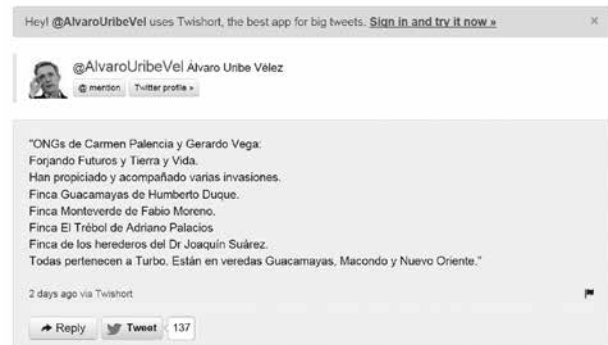 Hey! @AlvaroUribeVel uses Twishort, the best app for big tweets. Sign in and try it now » ×
@AlvaroUribeVel Álvaro Uribe Vélez
@ mention Twitter profile »
"ONGs de Carmen Palencia y Gerardo Vega:
Forjando Futuros y Tierra y Vida.
Han propiciado y acompañado varias invasiones.
Finca Guacamayas de Humberto Duque.
Finca Monteverde de Fabio Moreno.
Finca El Trébol de Adriano Palacios
Finca de los herederos del Dr Joaquín Suárez.
Todas pertenecen a Turbo. Están en veredas Guacamayas, Macondo y Nuevo Oriente."
2 days ago via Twishort
Reply Tweet 137